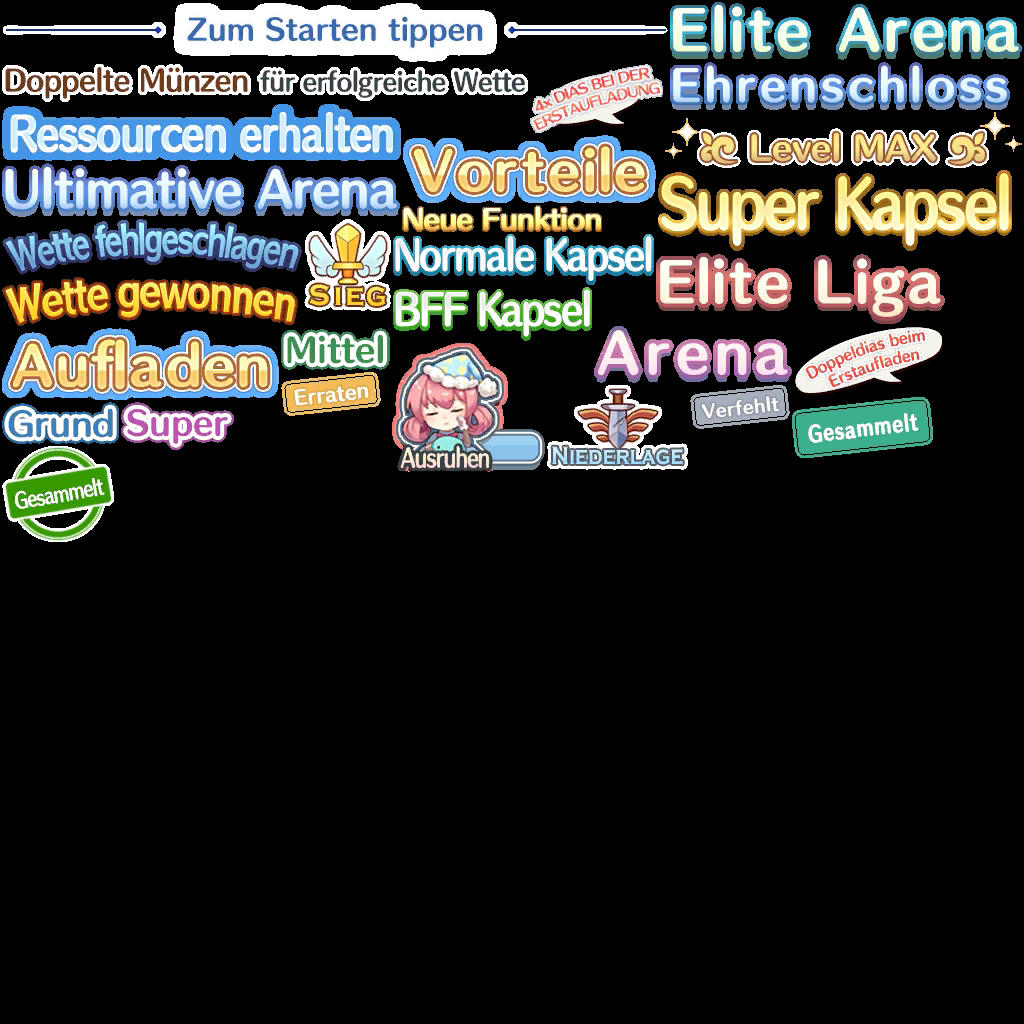 Zum Starten tippen
Elite Arena
Doppelte Münzen für erfolgreiche Wette
4x DIAS BEI DER
ERSTAUFLADUNG
Ehrenschloss
Ressourcen erhalten
Vorteile
Level MAX
Ultimative Arena
Neue Funktion
Super Kapsel
Wette fehlgeschlagen
SIEG
Normale Kapsel
Elite Liga
Wette gewonnen
BFF Kapsel
Aufladen
Mittel
Arena
Doppeldias beim
Erstaufladen
Erraten
Verfehlt
Grund
Super
Ausruhen
NIEDERLAGE
Gesammelt
Gesammelt